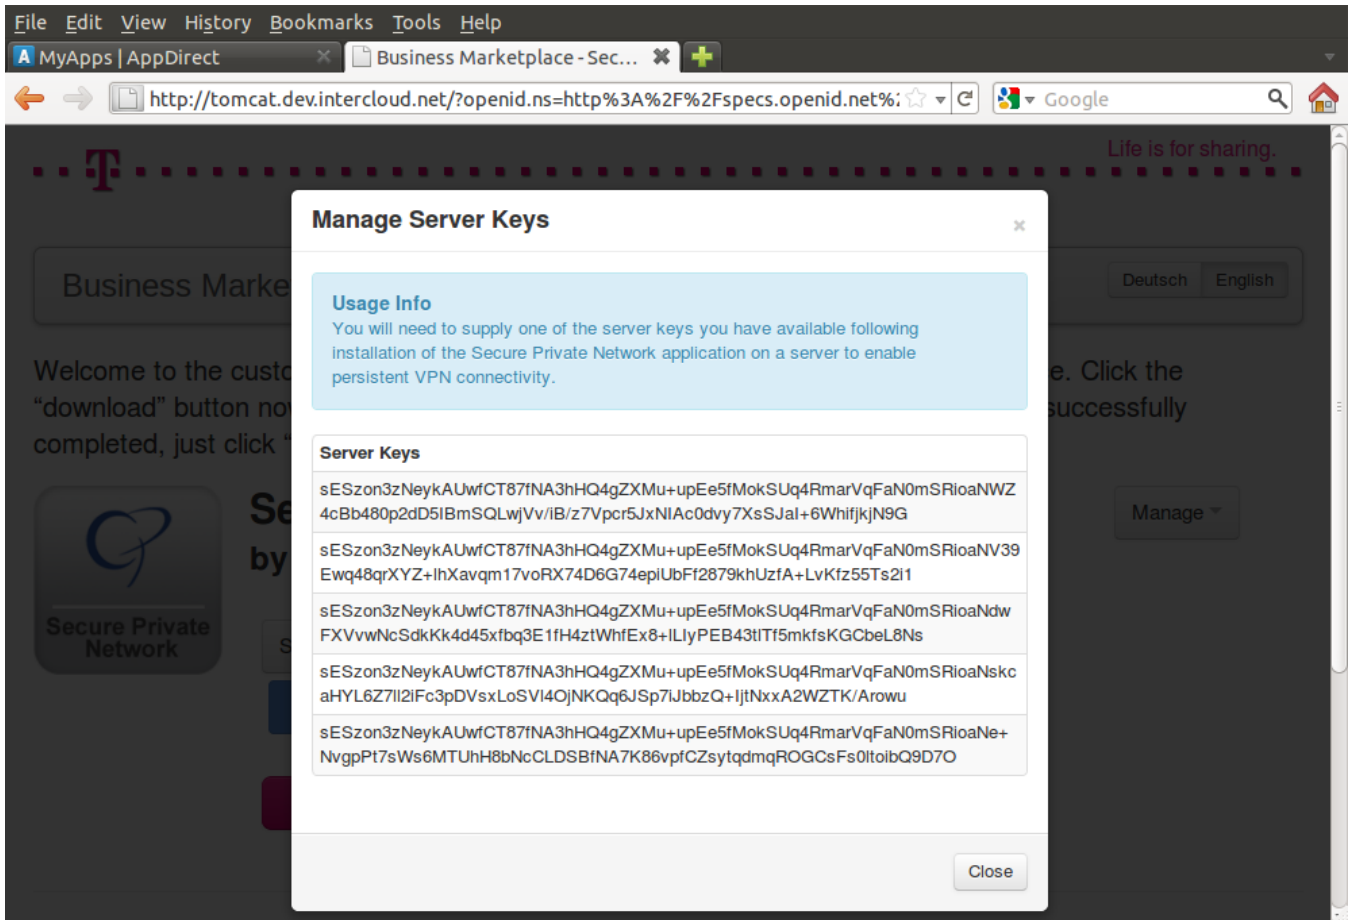 File Edit View History Bookmarks Tools Help
MyApps | AppDirect
Business Marketplace - Sec...
http://tomcat.dev.intercloud.net/?openid.ns=http%3A%2F%2Fspecs.openid.net%2
Google
Life is for sharing.
Manage Server Keys
Business Marke
Deutsch English
Usage Info
You will need to supply one of the server keys you have available following
installation of the Secure Private Network application on a server to enable
persistent VPN connectivity.
Welcome to the custo
e. Click the
"download" button no
successfully
completed, just click "
Server Keys
sESzon3zNeykAUwfCT87fNA3hHQ4gZXMu+upEe5fMokSUq4RmarVqFaN0mSRioaNWZ
4cBb480p2dD5IBmSQLwjVv/iB/z7Vpcr5JxNIAc0dvy7XsSJaI+6WhifjkjN9G
sESzon3zNeykAUwfCT87fNA3hHQ4gZXMu+upEe5fMokSUq4RmarVqFaN0mSRioaNV39
Ewq48qrXYZ+IhXavqm17voRX74D6G74epiUbFf2879khUzfA+LvKfz55Ts2i1
sESzon3zNeykAUwfCT87fNA3hHQ4gZXMu+upEe5fMokSUq4RmarVqFaN0mSRioaNdw
FXVvwNcSdkKk4d45xfbq3E1fH4ztWhfEx8+ILIyPEB43tlTf5mkfsKGCbeL8Ns
sESzon3zNeykAUwfCT87fNA3hHQ4gZXMu+upEe5fMokSUq4RmarVqFaN0mSRioaNskc
aHYL6Z7ll2iFc3pDVsxLoSVl4OjNKQq6JSp7iJbbzQ+IjtNxxA2WZTK/Arowu
sESzon3zNeykAUwfCT87fNA3hHQ4gZXMu+upEe5fMokSUq4RmarVqFaN0mSRioaNe+
NvgpPt7sWs6MTUhH8bNcCLDSBfNA7K86vpfCZsytqdmqROGCsFs0ltoibQ9D7O
Se
by
Manage
Secure Private
Network
S
Close